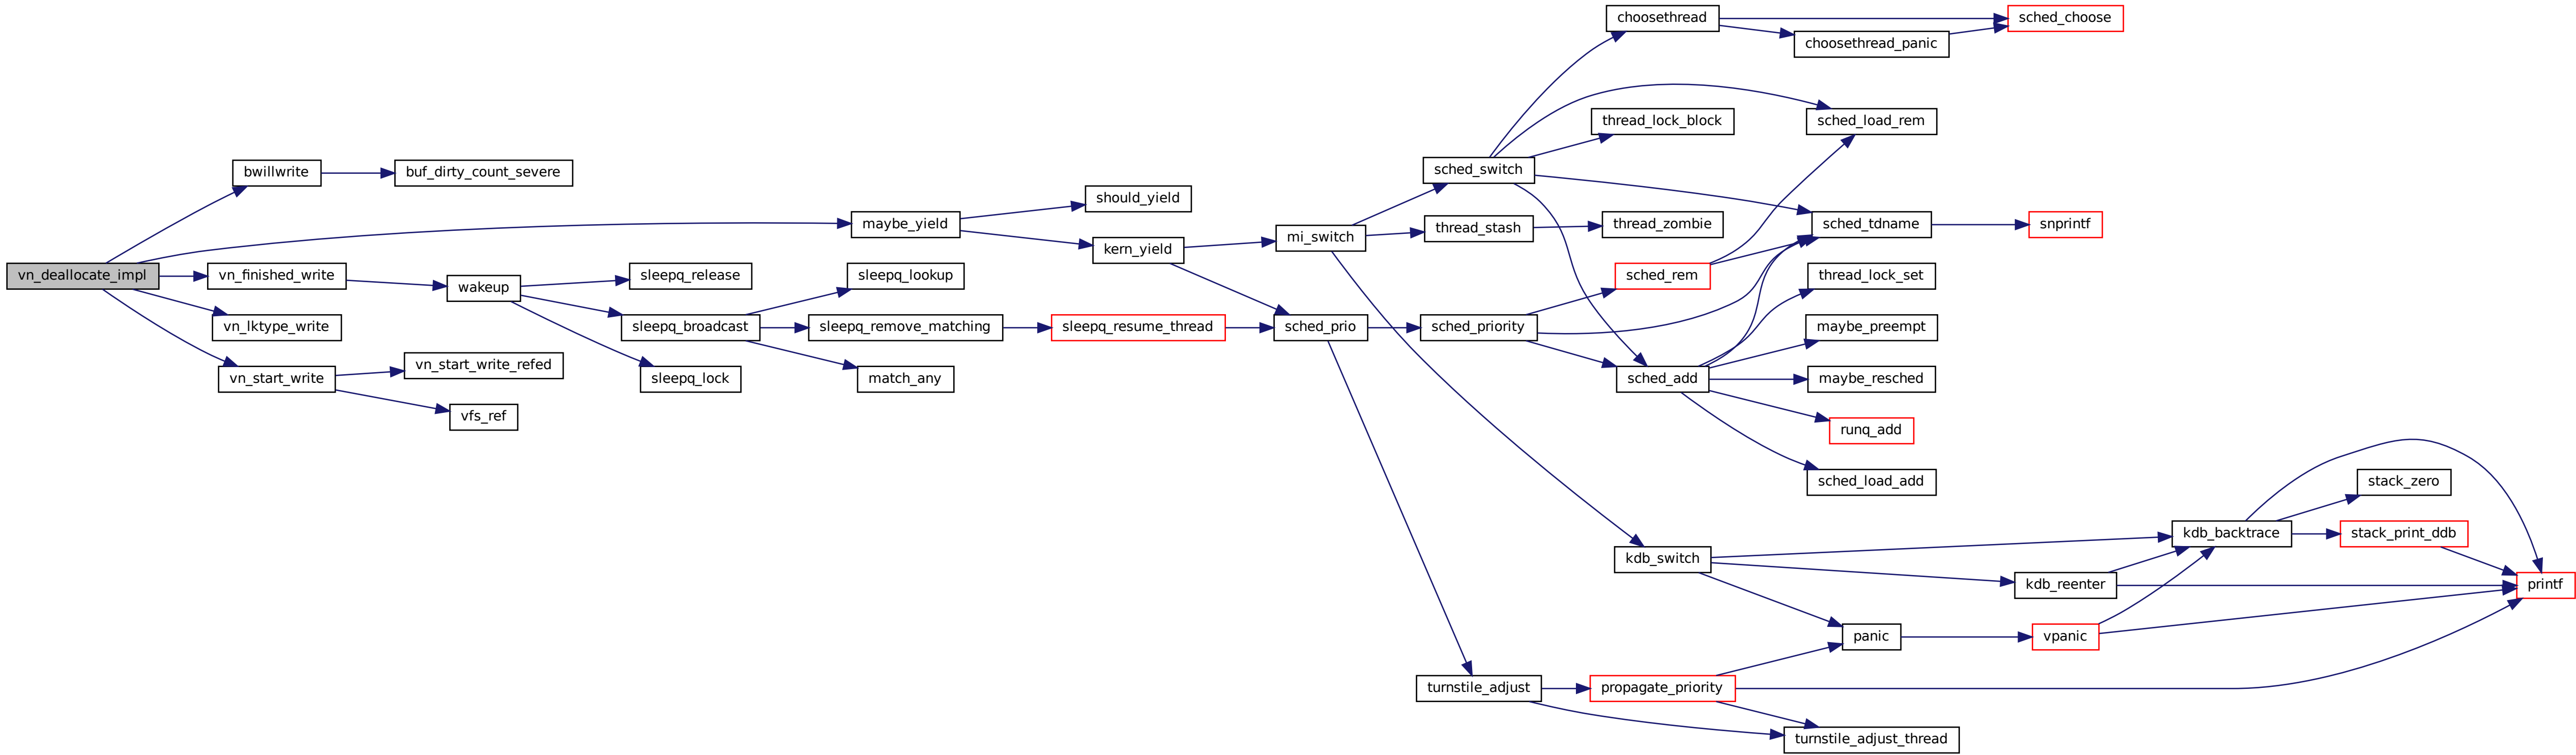 vn_deallocate_impl
bwillwrite
buf_dirty_count_severe
maybe_yield
should_yield
kern_yield
vn_finished_write
wakeup
sleepq_release
sleepq_broadcast
sleepq_lock
sleepq_lookup
sleepq_remove_matching
match_any
sleepq_resume_thread
vn_lktype_write
vn_start_write
vn_start_write_refed
vfs_ref
mi_switch
sched_prio
sched_switch
thread_stash
sched_priority
turnstile_adjust
choosethread
choosethread_panic
sched_choose
thread_lock_block
sched_load_rem
thread_zombie
sched_tdname
snprintf
sched_rem
thread_lock_set
maybe_preempt
sched_add
maybe_resched
runq_add
sched_load_add
kdb_switch
kdb_backtrace
stack_zero
stack_print_ddb
kdb_reenter
printf
panic
vpanic
propagate_priority
turnstile_adjust_thread